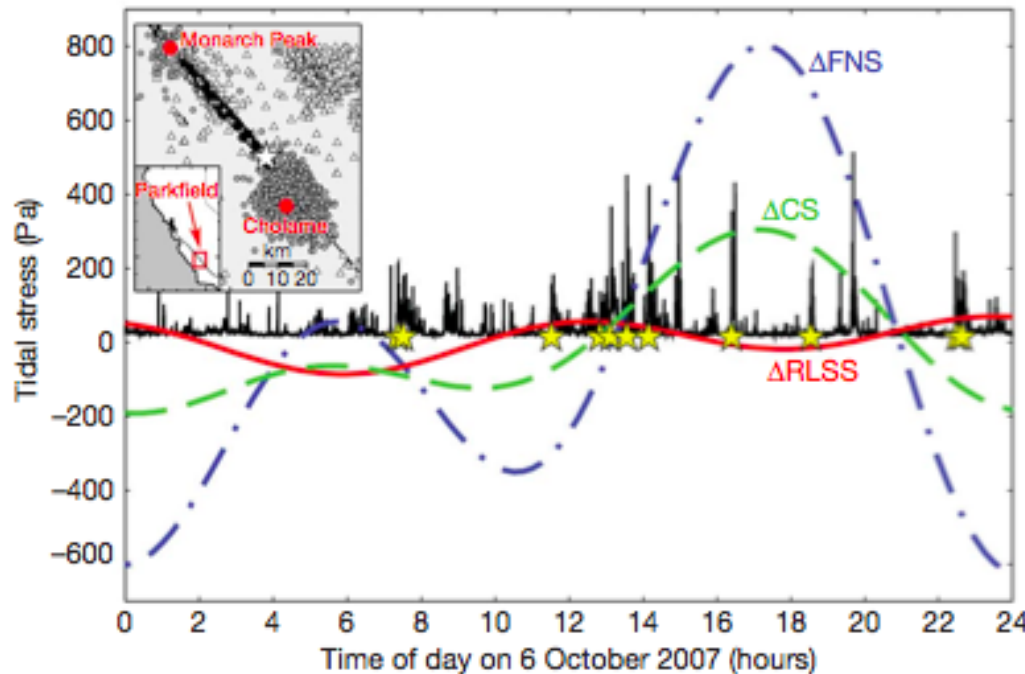 800
600
400
200
0
−200
−400
−600
Tidal stress (Pa)
Monarch Peak
Parkfield
Cholame
km
0 10 20
ΔFNS
ΔCS
ΔRLSS
0 2 4 6 8 10 12 14 16 18 20 22 24
Time of day on 6 October 2007 (hours)